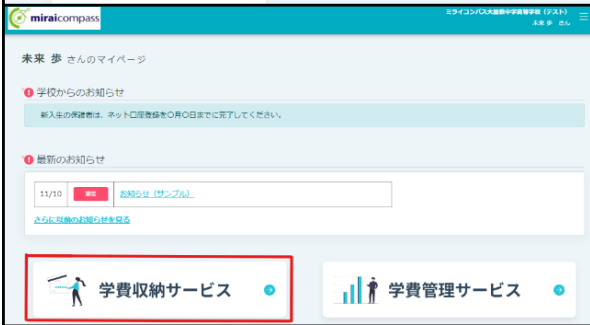 miraicompass
ミライコンパス大量動中学高等学校（テスト）
未来 歩 さん
未来 歩 さんのマイページ
学校からのお知らせ
新入生の保護者は、ネット口座登録を〇月〇日までに完了してください。
最新のお知らせ
11/10 お知らせ（サンプル）
さらに以前のお知らせを見る
学費収納サービス
学費管理サービス